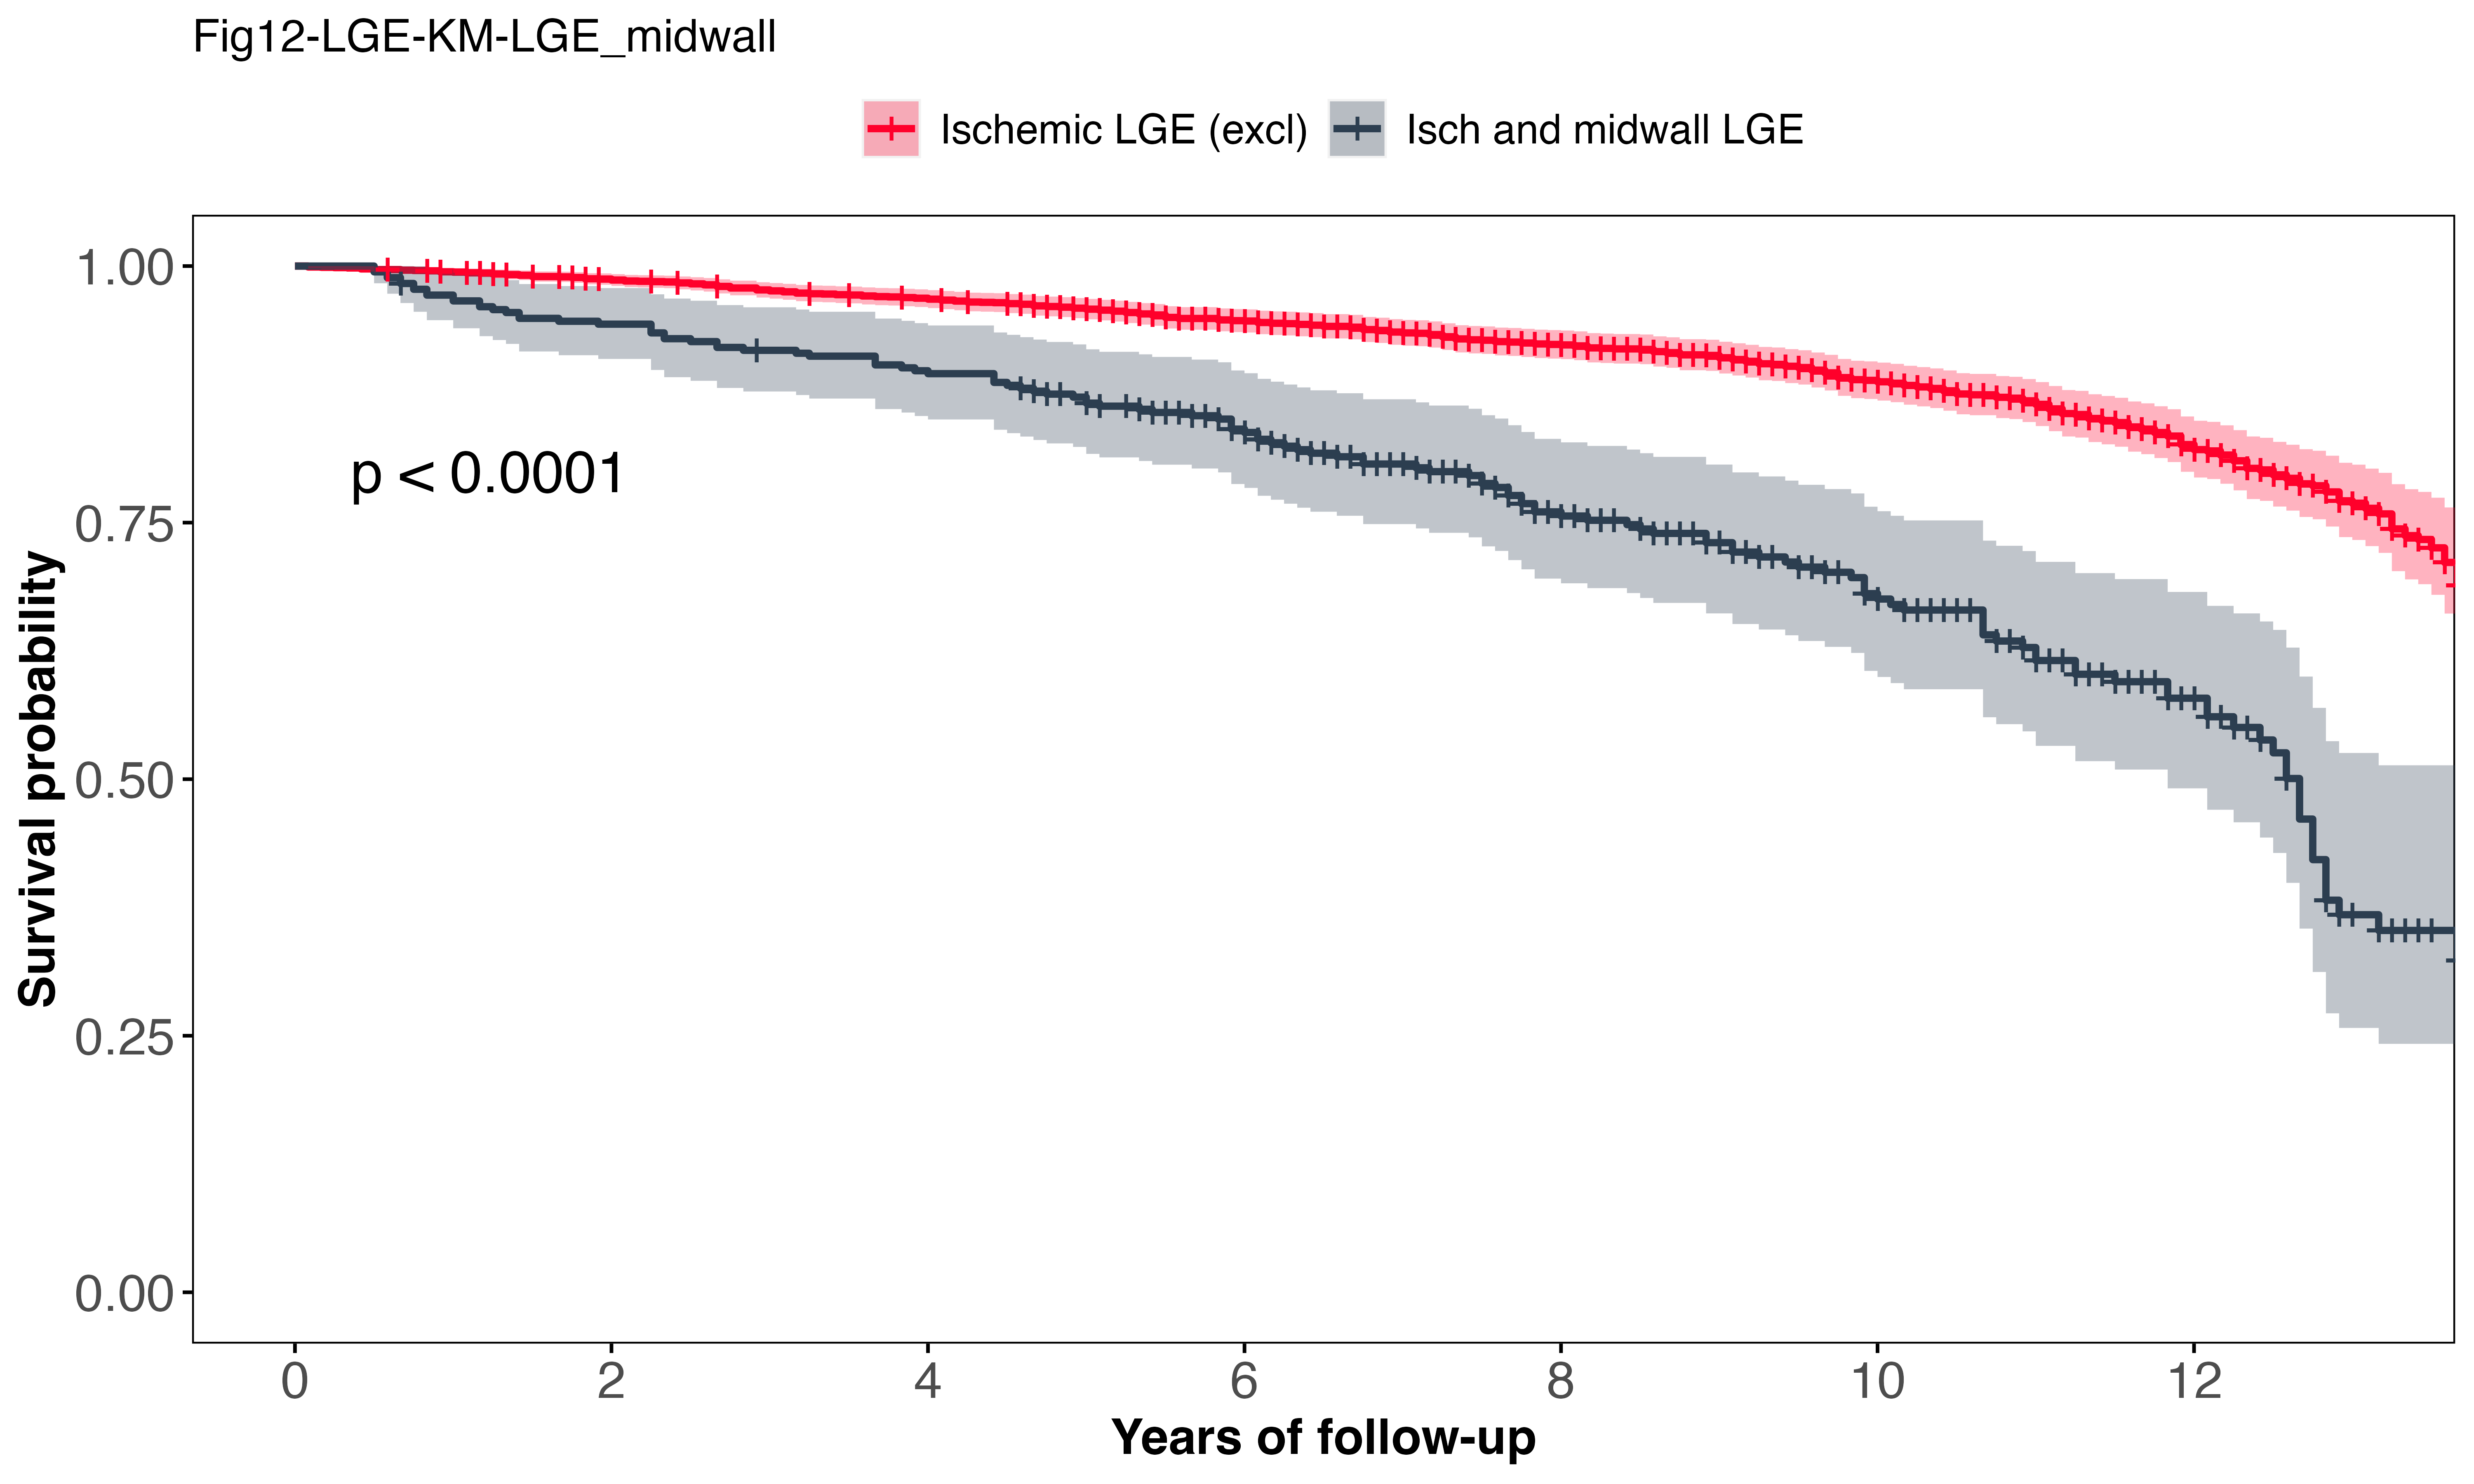 Fig12-LGE-KM-LGE_midwall
Ischemic LGE (excl) Isch and midwall LGE
1.00
p < 0.0001
0.75
0.50
0.25
0.00
Survival probability
0 2 4 6 8 10 12
Years of follow-up